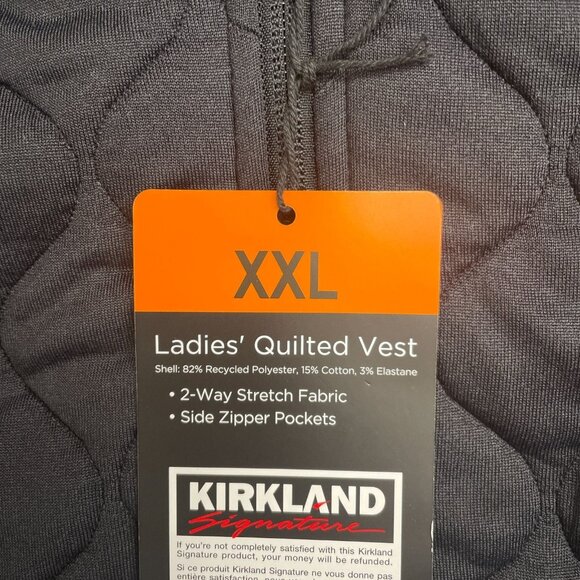 XXL
Ladies' Quilted Vest
Shell: 82% Recycled Polyester, 15% Cotton, 3% Elastane
• 2-Way Stretch Fabric
• Side Zipper Pockets
KIRKLAND
Signature
If you're not completely satisfied with this Kirkland
Signature product, your money will be refunded.
Si ce produit Kirkland Signature ne vous donne pas
entière satisfaction,